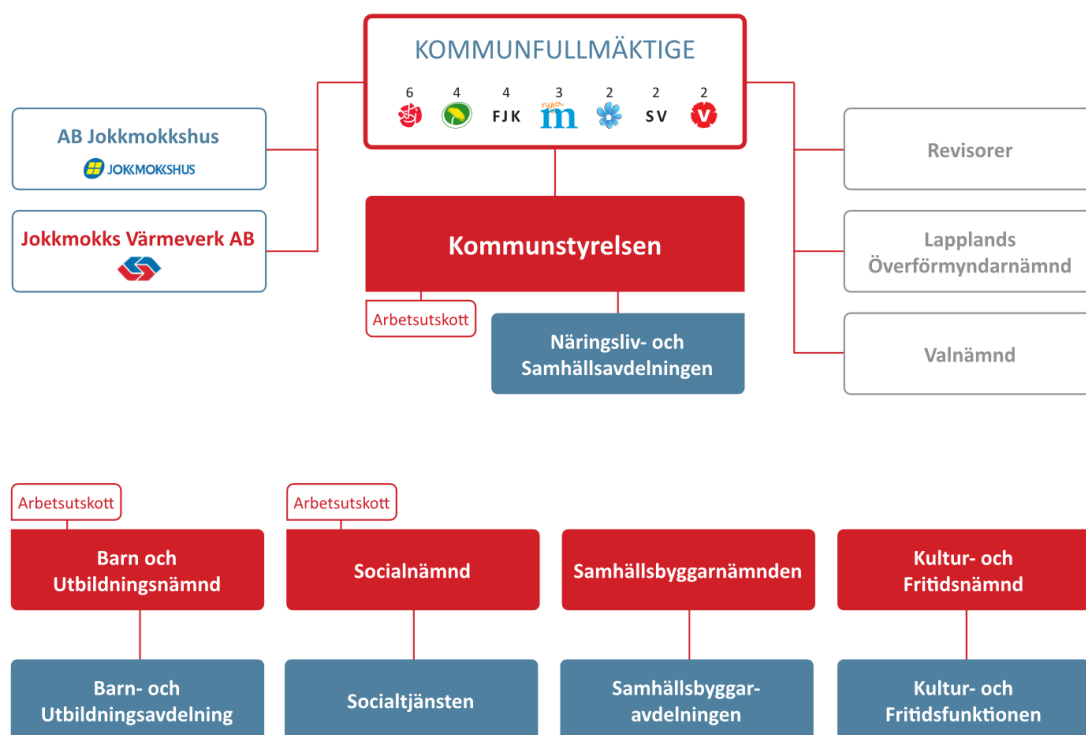 KOMMUNFULLMÄKTIGE
6 4 4 3 2 2 2
FJK nya m SV V
AB Jokkmokkshus
JOKKMOKKSHUS
Jokkmokks Värmeverk AB
Revisorer
Lapplands
Överförmyndarnämnd
Valnämnd
Kommunstyrelsen
Arbetsutskott
Näringsliv- och
Samhällsavdelningen
Arbetsutskott
Barn och
Utbildningsnämnd
Barn- och
Utbildningsavdelning
Arbetsutskott
Socialnämnd
Socialtjänsten
Samhällsbyggarnämnden
Samhällsbyggar-
avdelningen
Kultur- och
Fritidsnämnd
Kultur- och
Fritidsfunktionen